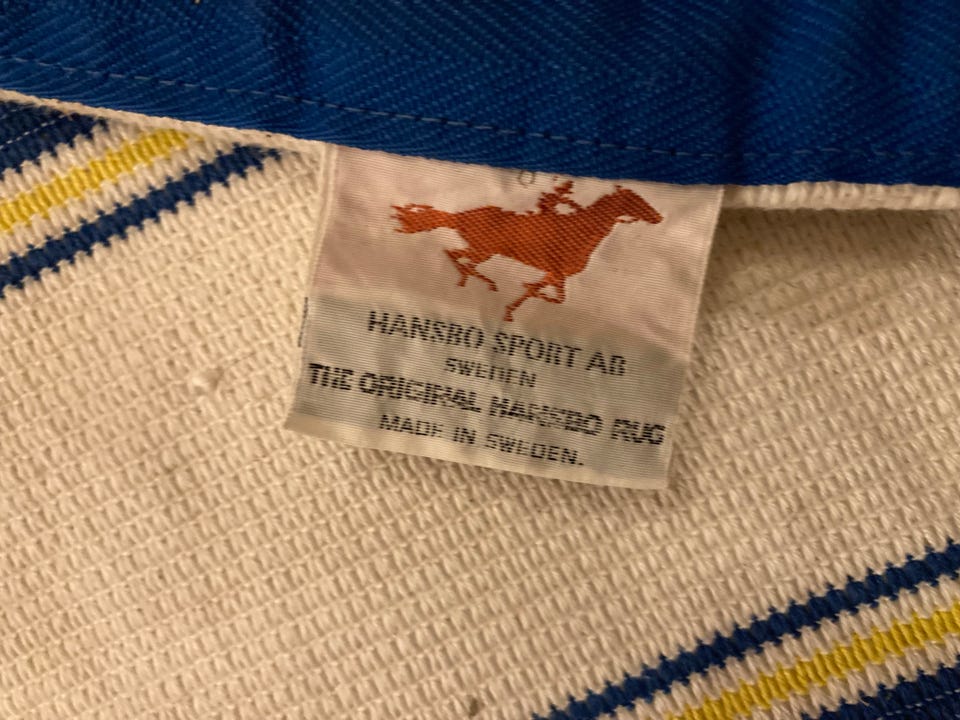 HANSBO SPORT AB
SWEDEN
THE ORIGINAL HANSBO RUG
MADE IN SWEDEN.